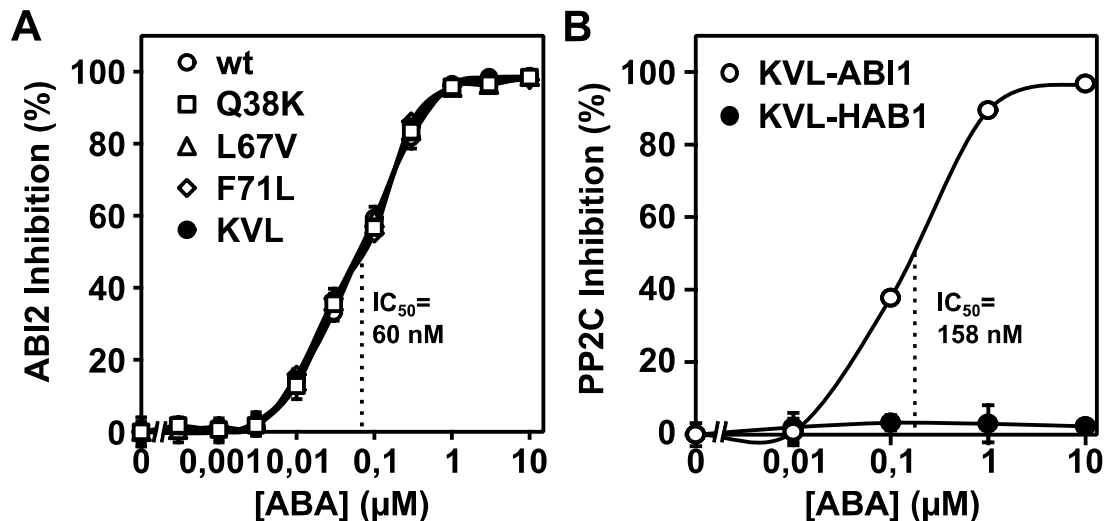 A
ABI2 Inhibition (%)
100
80
60
40
20
0
wt
Q38K
L67V
F71L
KVL
IC50=
60 nM
0 0,001 0,01 0,1 1 10
[ABA] (µM)
B
PP2C Inhibition (%)
100
80
60
40
20
0
KVL-ABI1
KVL-HAB1
IC50=
158 nM
0 0,01 0,1 1 10
[ABA] (µM)